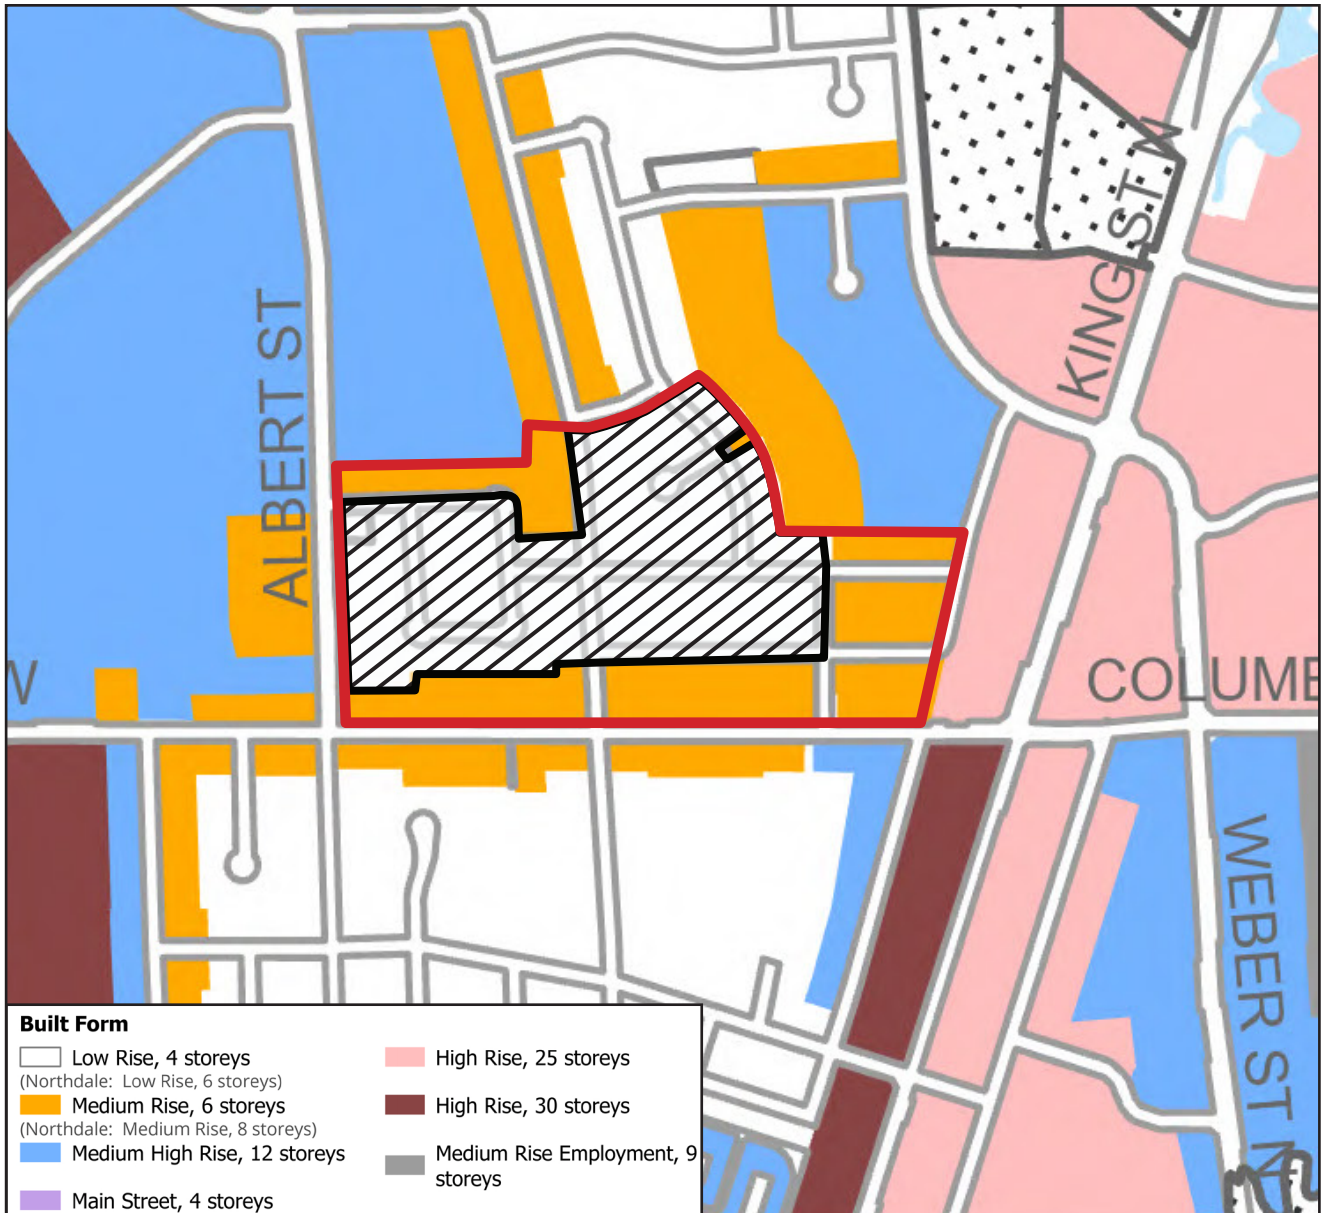 KING ST W
ALBERT ST
W
COLUMB
WEBER ST N
Built Form
Low Rise, 4 storeys
(Northdale: Low Rise, 6 storeys)
Medium Rise, 6 storeys
(Northdale: Medium Rise, 8 storeys)
Medium High Rise, 12 storeys
Main Street, 4 storeys
High Rise, 25 storeys
High Rise, 30 storeys
Medium Rise Employment, 9
storeys